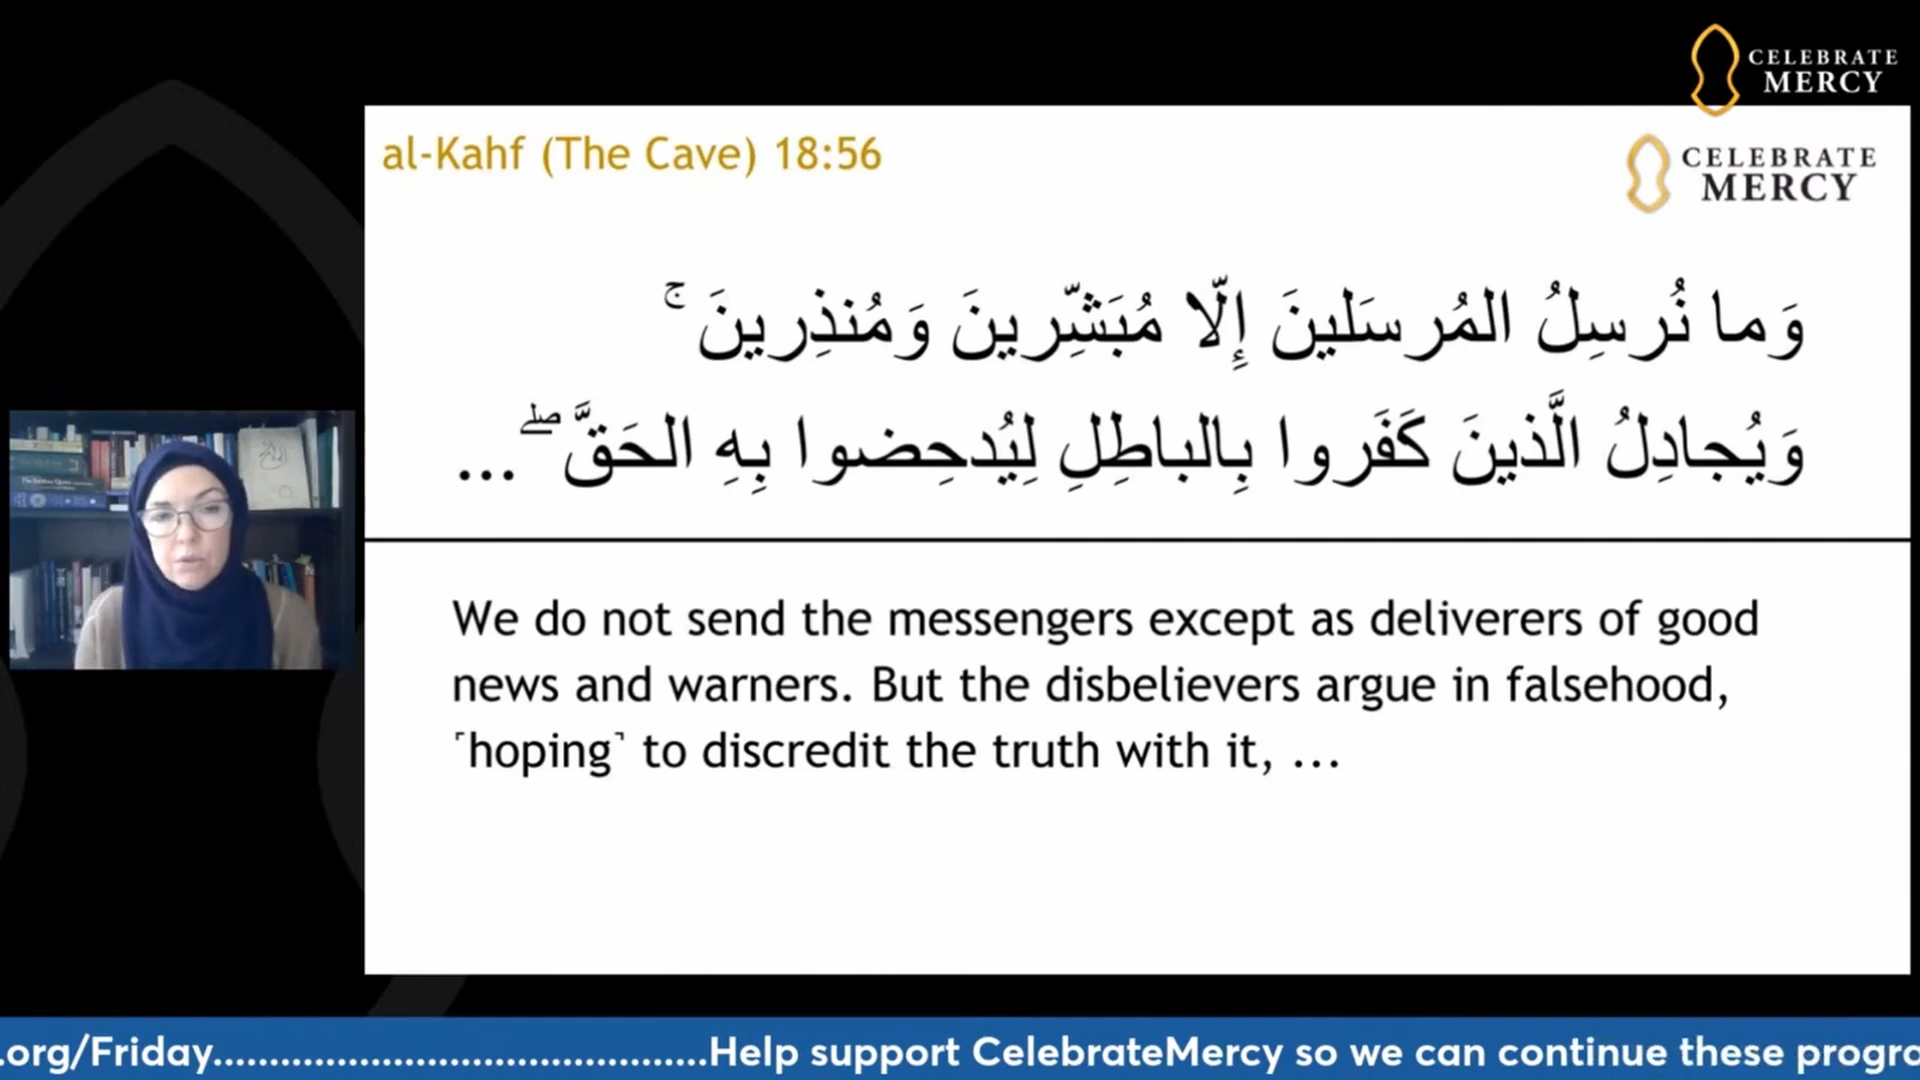 CELEBRATE
MERCY
al-Kahf (The Cave) 18:56
CELEBRATE
MERCY
وَما نُرسِلُ المُرسَلينَ إِلّا مُبَشِّرينَ وَمُنذِرينَ ۚ
وَيُجادِلُ الَّذينَ كَفَروا بِالباطِلِ لِيُدحِضوا بِهِ الحَقَّ ۖ ...
We do not send the messengers except as deliverers of good
news and warners. But the disbelievers argue in falsehood,
˹hoping˺ to discredit the truth with it, ...
.org/Friday............................................Help support CelebrateMercy so we can continue these progra